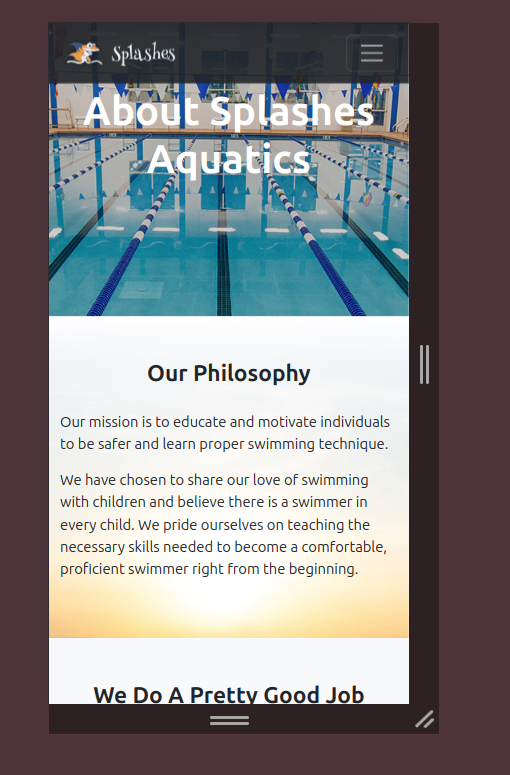 Splashes
About Splashes
Aquatics
Our Philosophy
Our mission is to educate and motivate individuals
to be safer and learn proper swimming technique.
We have chosen to share our love of swimming
with children and believe there is a swimmer in
every child. We pride ourselves on teaching the
necessary skills needed to become a comfortable,
proficient swimmer right from the beginning.
We Do A Pretty Good Job